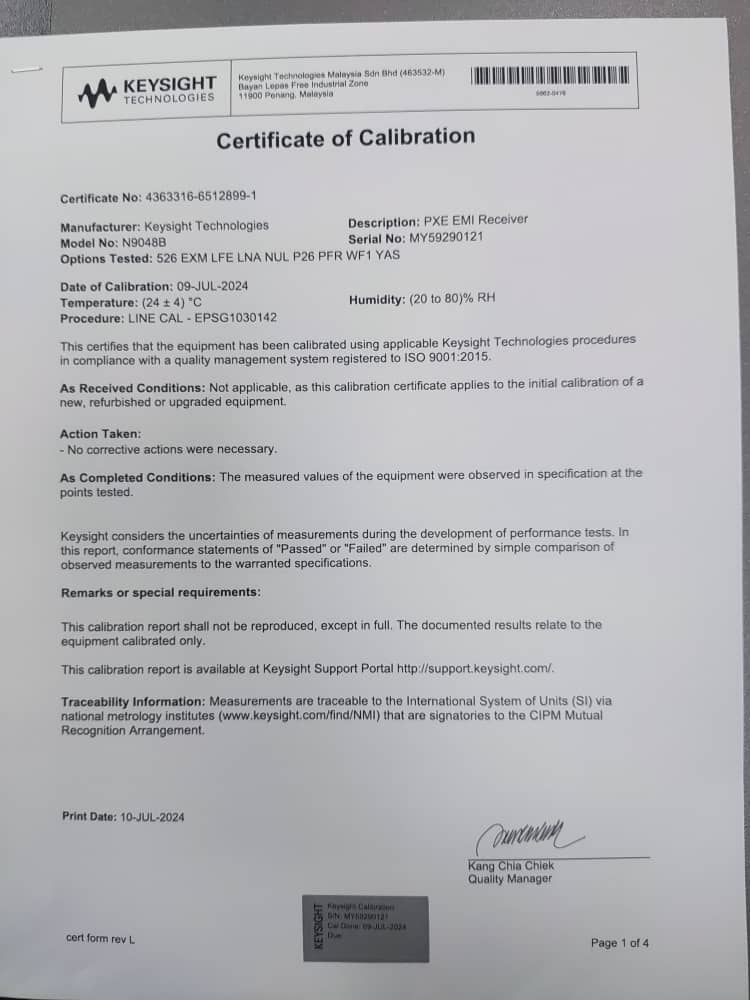 KEYSIGHT
TECHNOLOGIES
Keysight Technologies Malaysia Sdn Bhd (463532-M)
Bayan Lepas Free Industrial Zone
11900 Penang, Malaysia
Certificate of Calibration
Certificate No: 4363316-6512899-1
Manufacturer: Keysight Technologies
Description: PXE EMI Receiver
Model No: N9048B
Serial No: MY59290121
Options Tested: 526 EXM LFE LNA NUL P26 PFR WF1 YAS
Date of Calibration: 09-JUL-2024
Temperature: (24 ± 4) °C
Humidity: (20 to 80)% RH
Procedure: LINE CAL - EPSG1030142
This certifies that the equipment has been calibrated using applicable Keysight Technologies procedures
in compliance with a quality management system registered to ISO 9001:2015.
As Received Conditions: Not applicable, as this calibration certificate applies to the initial calibration of a
new, refurbished or upgraded equipment.
Action Taken:
- No corrective actions were necessary.
As Completed Conditions: The measured values of the equipment were observed in specification at the
points tested.
Keysight considers the uncertainties of measurements during the development of performance tests. In
this report, conformance statements of "Passed" or "Failed" are determined by simple comparison of
observed measurements to the warranted specifications.
Remarks or special requirements:
This calibration report shall not be reproduced, except in full. The documented results relate to the
equipment calibrated only.
This calibration report is available at Keysight Support Portal http://support.keysight.com/.
Traceability Information: Measurements are traceable to the International System of Units (SI) via
national metrology institutes (www.keysight.com/find/NMI) that are signatories to the CIPM Mutual
Recognition Arrangement.
Print Date: 10-JUL-2024
Kang Chia Chiek
Quality Manager
KEYSIGHT
Keysight Calibration
S/N: MY59290121
Cal Done: 09-JUL-2024
Due
cert form rev L
Page 1 of 4